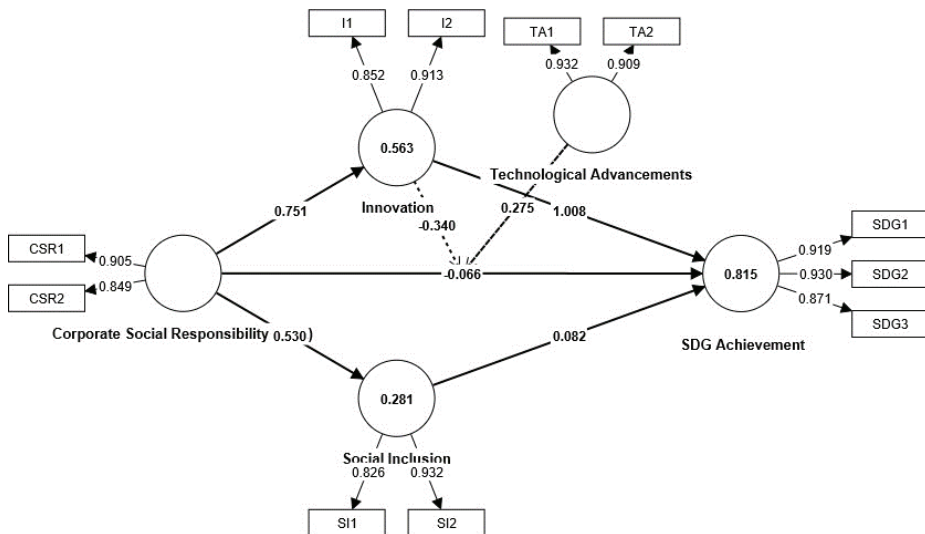 I1
I2
TA1
TA2
0.852
0.913
0.932
0.909
0.563
Technological Advancements
Innovation
0.751
0.275
1.008
-0.340
CSR1
CSR2
0.905
0.849
-0.066
0.815
0.919
0.930
0.871
SDG1
SDG2
SDG3
Corporate Social Responsibility )
0.530
0.082
SDG Achievement
0.281
Social Inclusion
0.826
0.932
SI1
SI2